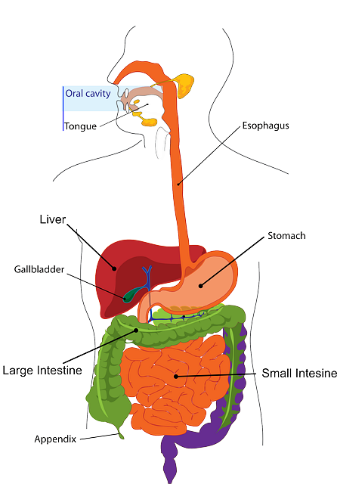 Oral cavity
Tongue
Esophagus
Liver
Stomach
Gallbladder
Large Intestine
Small Intesine
Appendix